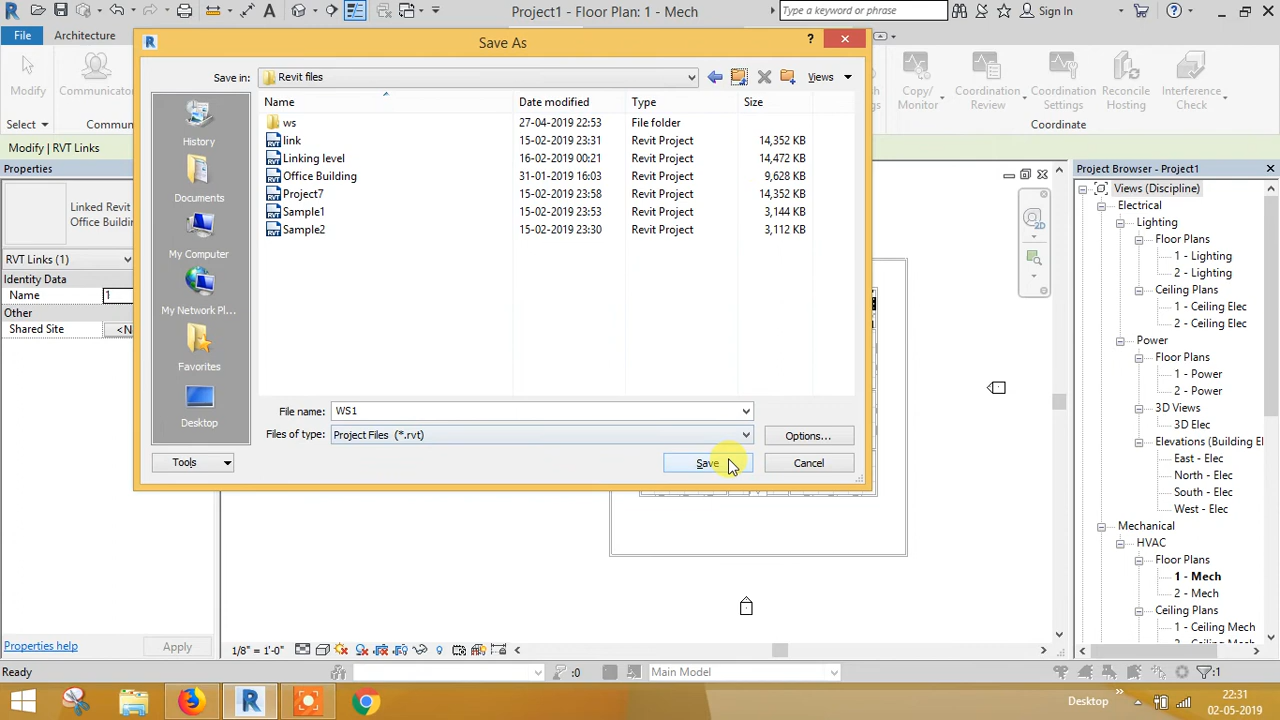 Project1 - Floor Plan: 1 - Mech
Type a keyword or phrase
Sign In
File
Architecture
Save As
Modify
Communicator
Select
Commun
Modify | RVT Links
Properties
Linked Revit
Office Building
RVT Links (1)
Identity Data
Name
1
Other
Shared Site
<N
Properties help
Apply
Save in:
Revit files
Views
History
Documents
My Computer
My Network Pl...
Favorites
Desktop
Name
Date modified
Type
Size
ws
27-04-2019 22:53
File folder
link
15-02-2019 23:31
Revit Project
14,352 KB
Linking level
16-02-2019 00:21
Revit Project
14,472 KB
Office Building
31-01-2019 16:03
Revit Project
9,628 KB
Project7
15-02-2019 23:58
Revit Project
14,352 KB
Sample1
15-02-2019 23:53
Revit Project
3,144 KB
Sample2
15-02-2019 23:30
Revit Project
3,112 KB
File name:
WS1
Files of type:
Project Files (*.rvt)
Options...
Tools
Save
Cancel
Copy/
Monitor
Coordination
Review
Coordination
Settings
Reconcile
Hosting
Interference
Check
Coordinate
Project Browser - Project1
Views (Discipline)
Electrical
Lighting
Floor Plans
1 - Lighting
2 - Lighting
Ceiling Plans
1 - Ceiling Elec
2 - Ceiling Elec
Power
Floor Plans
1 - Power
2 - Power
3D Views
3D Elec
Elevations (Building El
East - Elec
North - Elec
South - Elec
West - Elec
Mechanical
HVAC
Floor Plans
1 - Mech
2 - Mech
Ceiling Plans
1 - Ceiling Mech
1/8" = 1'-0"
Ready
:0
Main Model
:1
Desktop
22:31
02-05-2019